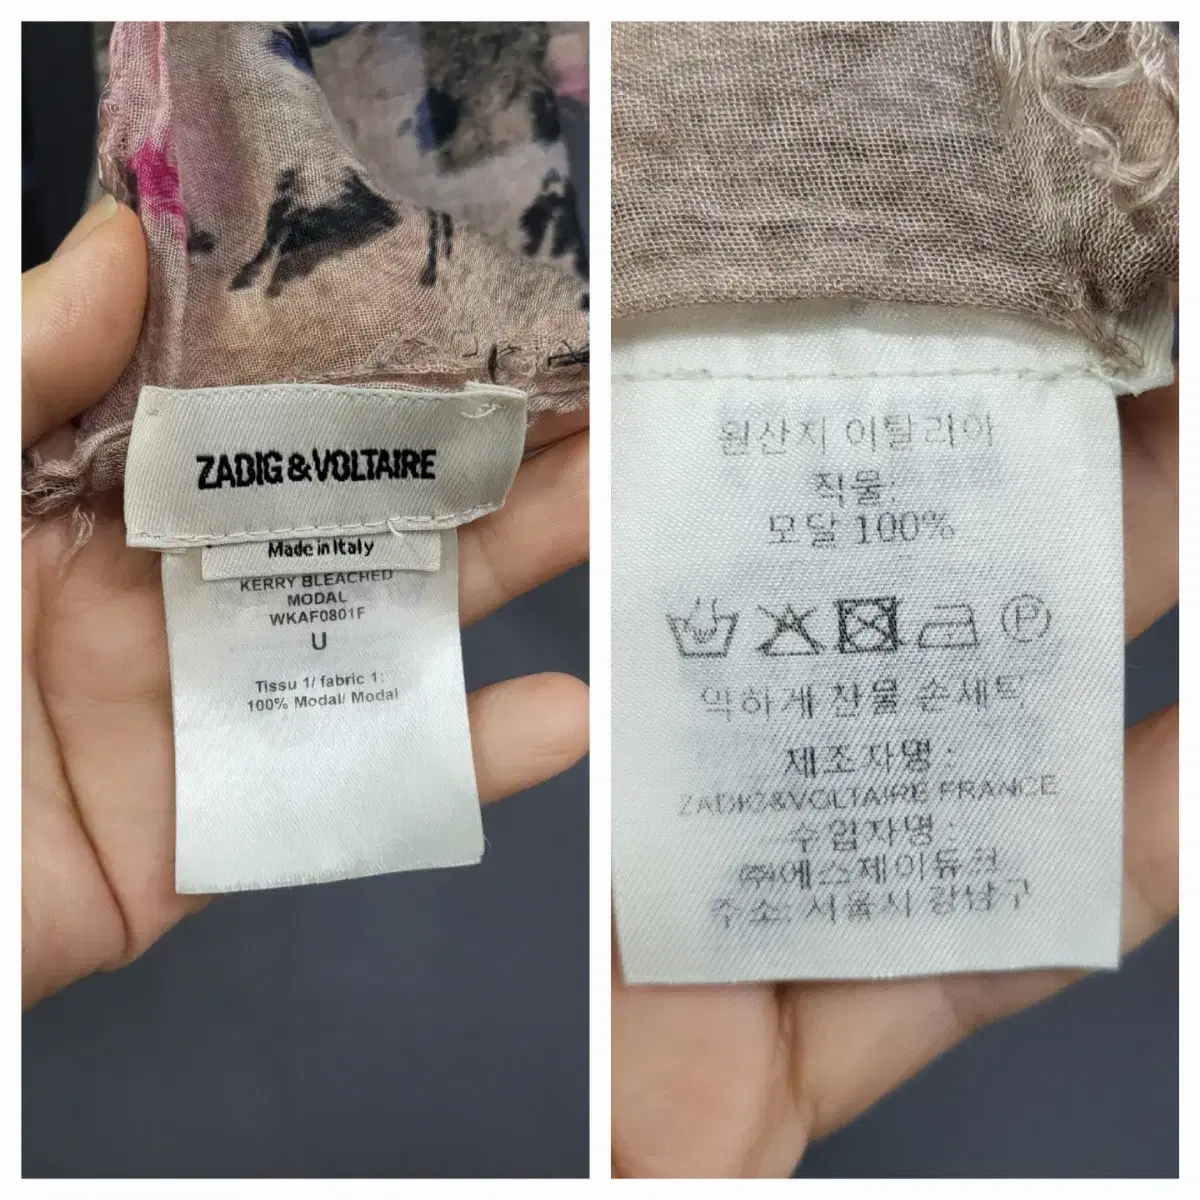 ZADIG & VOLTAIRE
Made in Italy
KERRY BLEACHED
MODAL
WKAF0801F
U
Tissu 1/ fabric 1:
100% Modal/ Modal
원산지 이탈리아
직물:
모달 100%
P
약하게 찬물 손세탁
제조자명 :
ZADIG&VOLTAIRE FRANCE
수입자명 :
㈜에스제이듀코
주소: 서울시 강남구